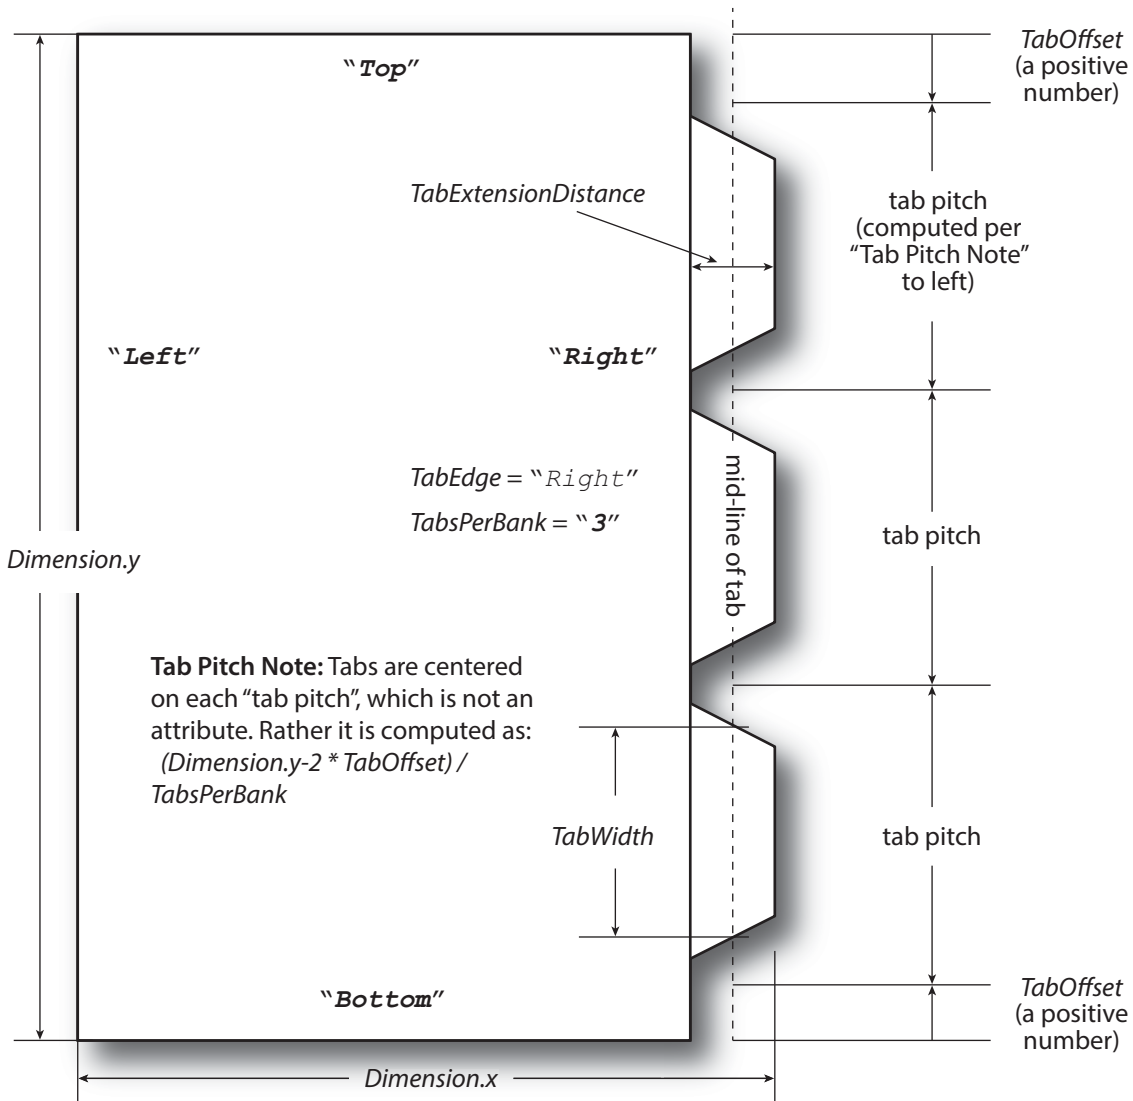 TabOffset
(a positive
number)
“Top”
TabExtensionDistance
tab pitch
(computed per
“Tab Pitch Note”
to left)
“Left”
“Right”
TabEdge = “Right”
TabsPerBank = “3”
mid-line of tab
tab pitch
Dimension.y
Tab Pitch Note: Tabs are centered
on each “tab pitch”, which is not an
attribute. Rather it is computed as:
(Dimension.y-2 * TabOffset) /
TabsPerBank
TabWidth
tab pitch
“Bottom”
TabOffset
(a positive
number)
Dimension.x